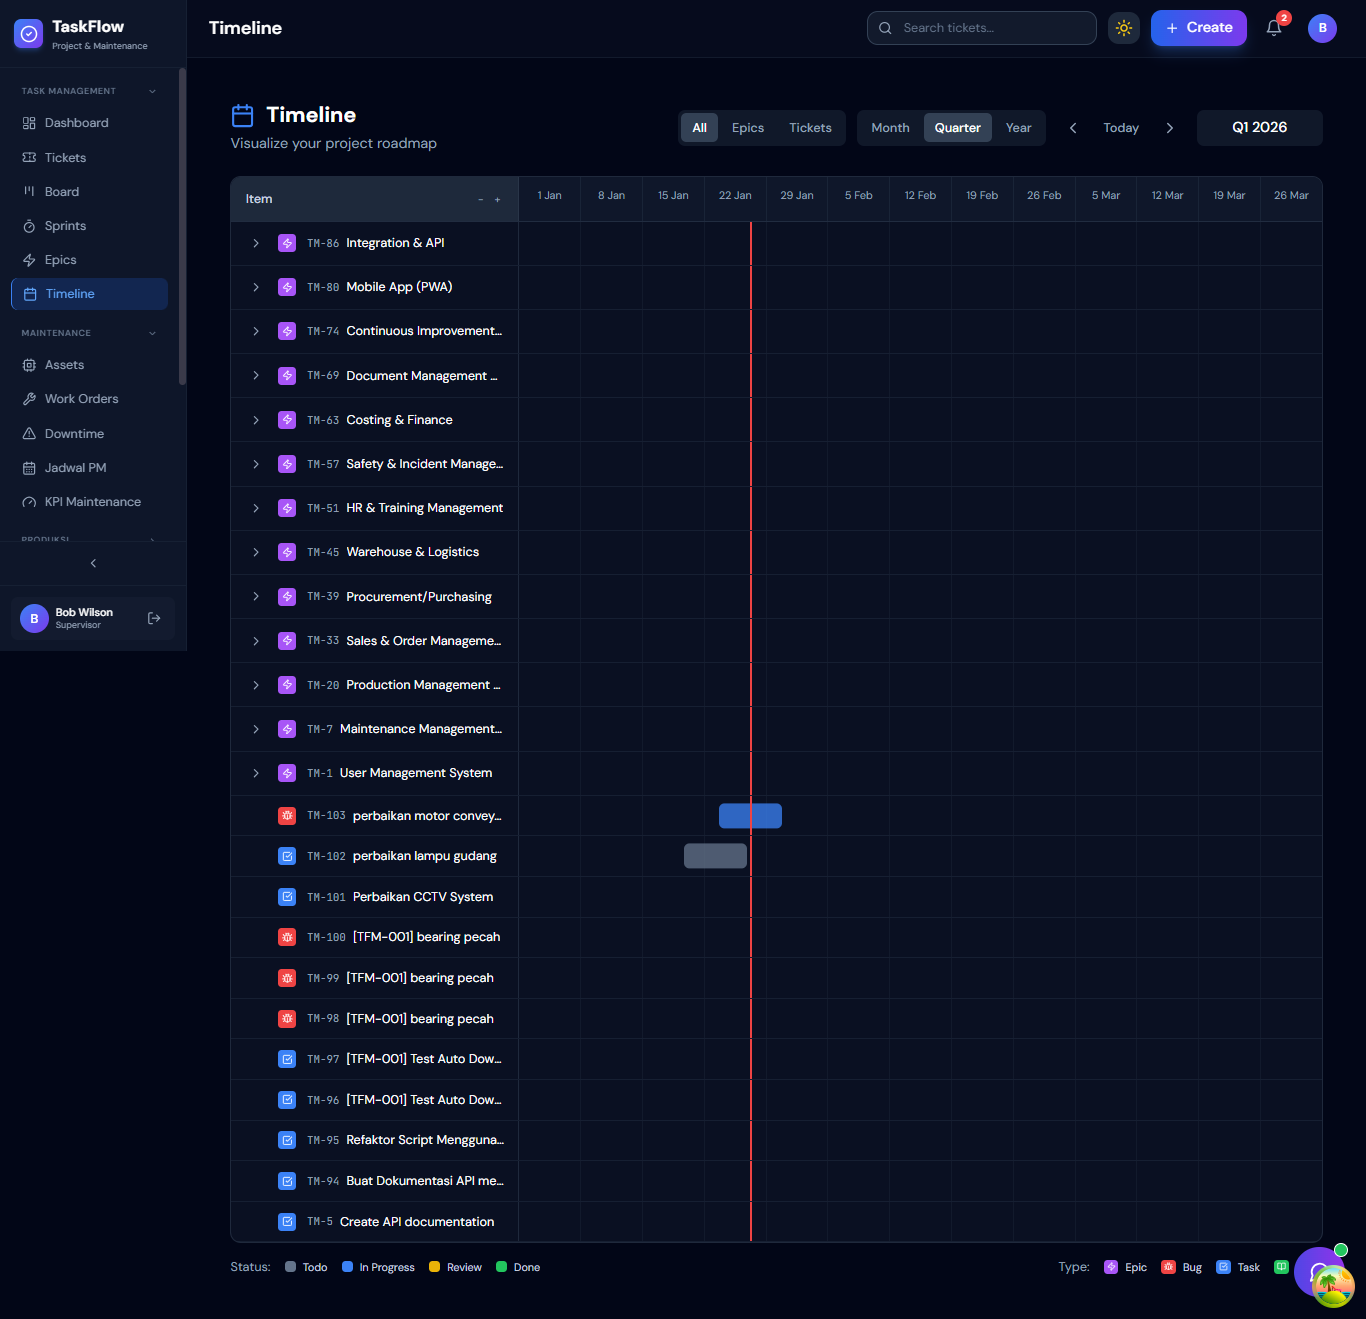 TaskFlow
Project & Maintenance
TASK MANAGEMENT
Dashboard
Tickets
Board
Sprints
Epics
Timeline
MAINTENANCE
Assets
Work Orders
Downtime
Jadwal PM
KPI Maintenance
PRODUKSI
B
Bob Wilson
Supervisor
Timeline
Search tickets...
+ Create
2
B
Timeline
Visualize your project roadmap
All Epics Tickets
Month Quarter Year
Today
Q1 2026
Item - +
1 Jan 8 Jan 15 Jan 22 Jan 29 Jan 5 Feb 12 Feb 19 Feb 26 Feb 5 Mar 12 Mar 19 Mar 26 Mar
TM-86 Integration & API
TM-80 Mobile App (PWA)
TM-74 Continuous Improvement...
TM-69 Document Management ...
TM-63 Costing & Finance
TM-57 Safety & Incident Manage...
TM-51 HR & Training Management
TM-45 Warehouse & Logistics
TM-39 Procurement/Purchasing
TM-33 Sales & Order Manageme...
TM-20 Production Management ...
TM-7 Maintenance Management...
TM-1 User Management System
TM-103 perbaikan motor convey...
TM-102 perbaikan lampu gudang
TM-101 Perbaikan CCTV System
TM-100 [TFM-001] bearing pecah
TM-99 [TFM-001] bearing pecah
TM-98 [TFM-001] bearing pecah
TM-97 [TFM-001] Test Auto Dow...
TM-96 [TFM-001] Test Auto Dow...
TM-95 Refaktor Script Mengguna...
TM-94 Buat Dokumentasi API me...
TM-5 Create API documentation
Status: Todo In Progress Review Done
Type: Epic Bug Task